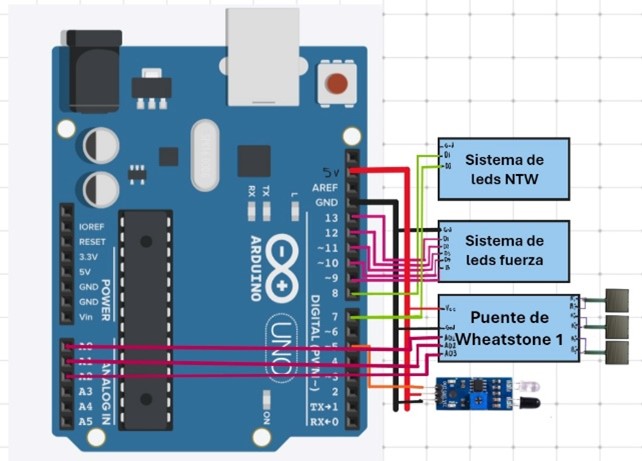 5V
AREF
GND
13
12
~11
~10
~9
8
7
~6
~5
4
~3
2
TX→1
RX←0
RX
TX
L
ARDUINO
UNO
DIGITAL (PWM~)
ON
IOREF
RESET
3.3V
5V
GND
GND
Vin
POWER
A0
A1
A2
A3
A4
A5
ANALOG IN
Sistema de
leds NTW
Sistema de
leds fuerza
Vcc
Gnd
AO1
AO2
AO3
Puente de
Wheatstone 1